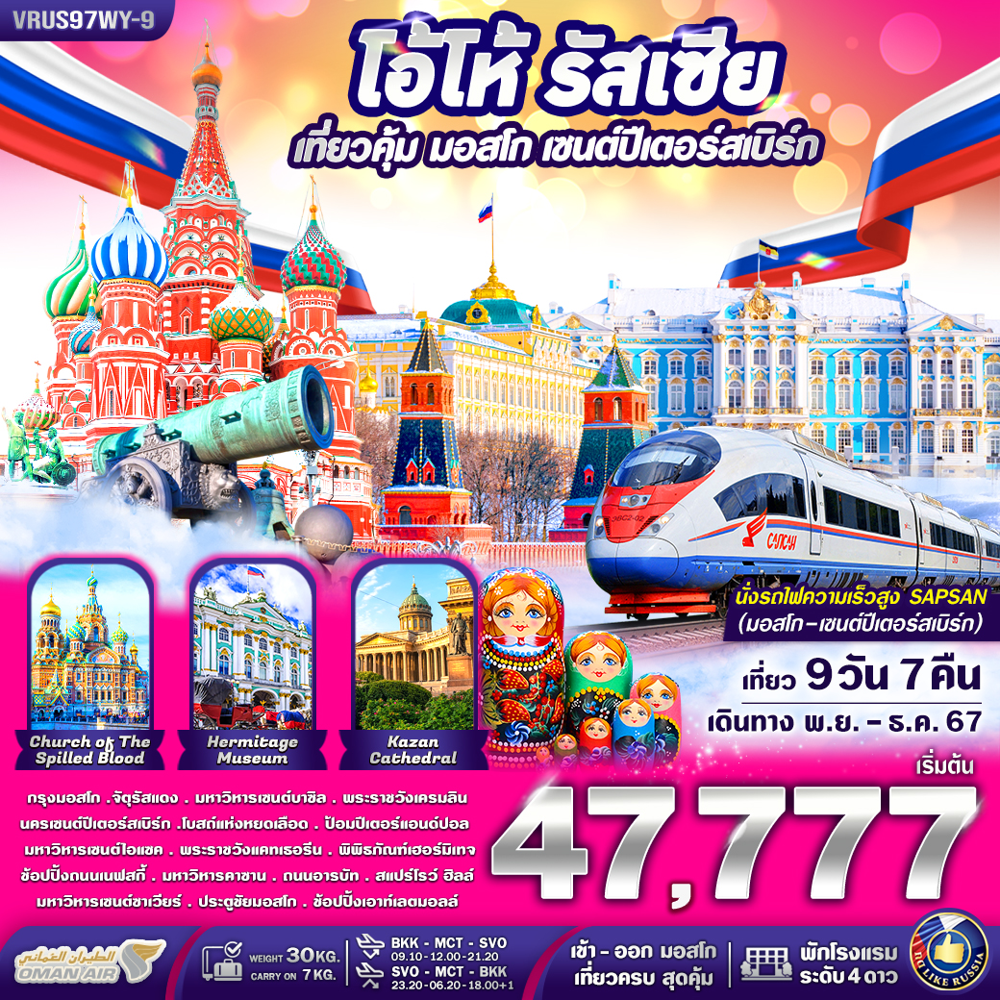 VRUS97WY-9
โอ้โห้ รัสเซีย
เที่ยวคุ้ม มอสโก เซนต์ปีเตอร์สเบิร์ก
ЭВС2-02
САПСАН
นั่งรถไฟความเร็วสูง SAPSAN
(มอสโก-เซนต์ปีเตอร์สเบิร์ก)
เที่ยว 9 วัน 7 คืน
เดินทาง พ.ย. - ธ.ค. 67
Church of The
Spilled Blood
Hermitage
Museum
Kazan
Cathedral
เริ่มต้น
47,777
กรุงมอสโก .จัตุรัสแดง . มหาวิหารเซนต์บาซิล . พระราชวังเครมลิน
นครเซนต์ปีเตอร์สเบิร์ก .โบสถ์แห่งหยดเลือด . ป้อมปีเตอร์แอนด์ปอล
มหาวิหารเซนต์ไอแซค . พระราชวังแคทเธอรีน . พิพิธภัณฑ์เฮอร์มิเทจ
ช้อปปิ้งถนนเนฟสกี้ . มหาวิหารคาซาน . ถนนอารบัท . สแปร์โรว์ ฮิลล์
มหาวิหารเซนต์ซาเวียร์ . ประตูชัยมอสโก . ช้อปปิ้งเอาท์เลตมอลล์
الطيران العُماني
OMAN AIR
WEIGHT 30 KG.
CARRY ON 7 KG.
BKK - MCT - SVO
09.10 -12.00 -21.20
SVO - MCT - BKK
23.20 -06.20 -18.00+1
เข้า - ออก มอสโก
เที่ยวครบ สุดคุ้ม
พักโรงแรม
ระดับ 4 ดาว
กด LIKE RUSSIA